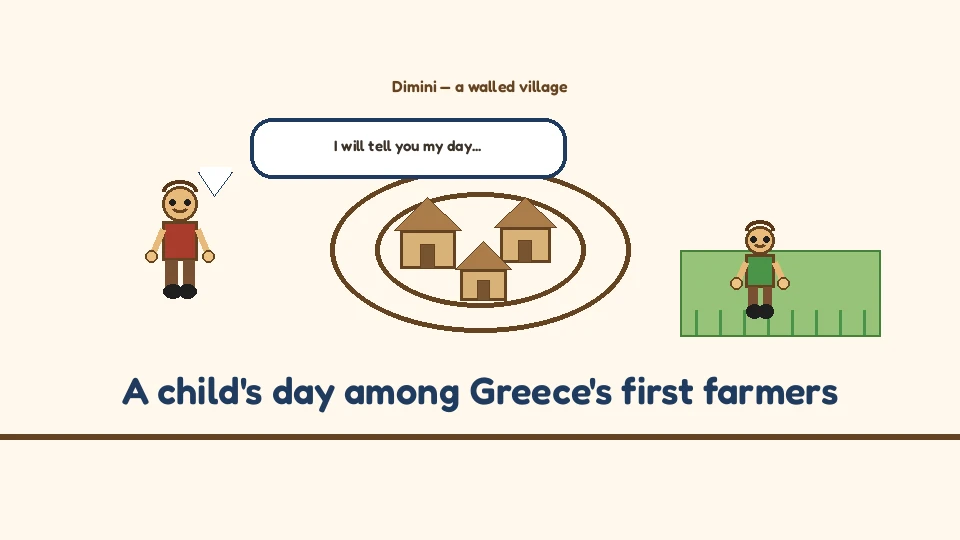 Dimini — a walled village
I will tell you my day...
A child's day among Greece's first farmers